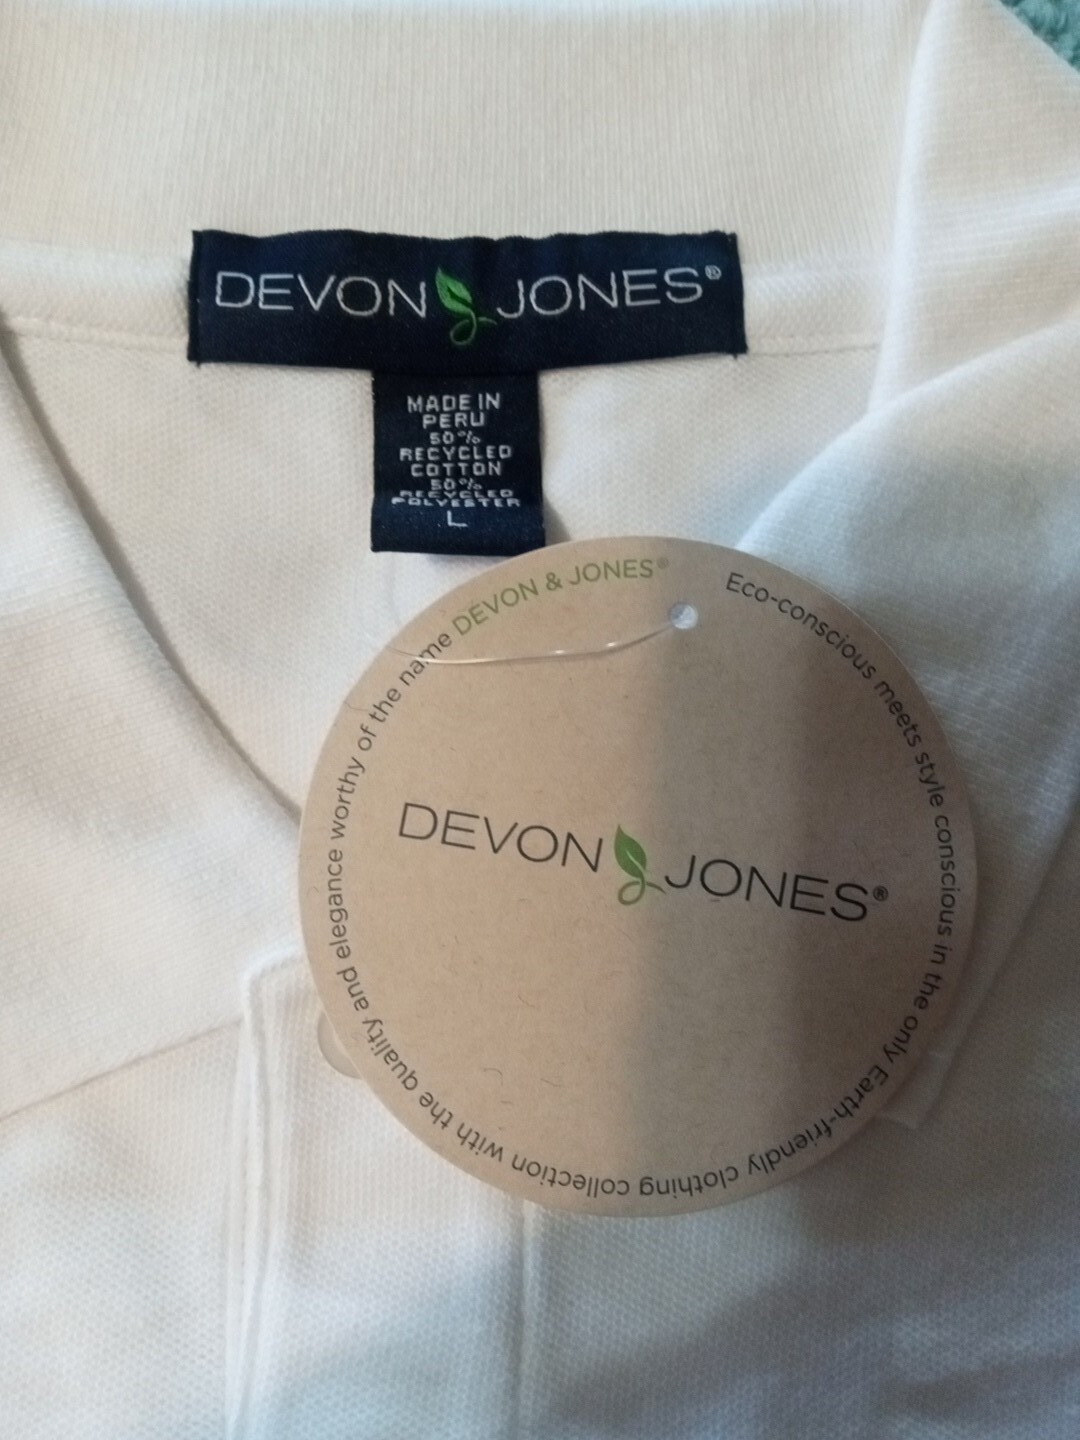 DEVON & JONES®
MADE IN
PERU
50%
RECYCLED
COTTON
50%
RECYCLED
POLYESTER
L
Eco-conscious meets style conscious in the only Earth-friendly clothing collection with the quality and elegance worthy of the name DEVON & JONES®
DEVON & JONES®